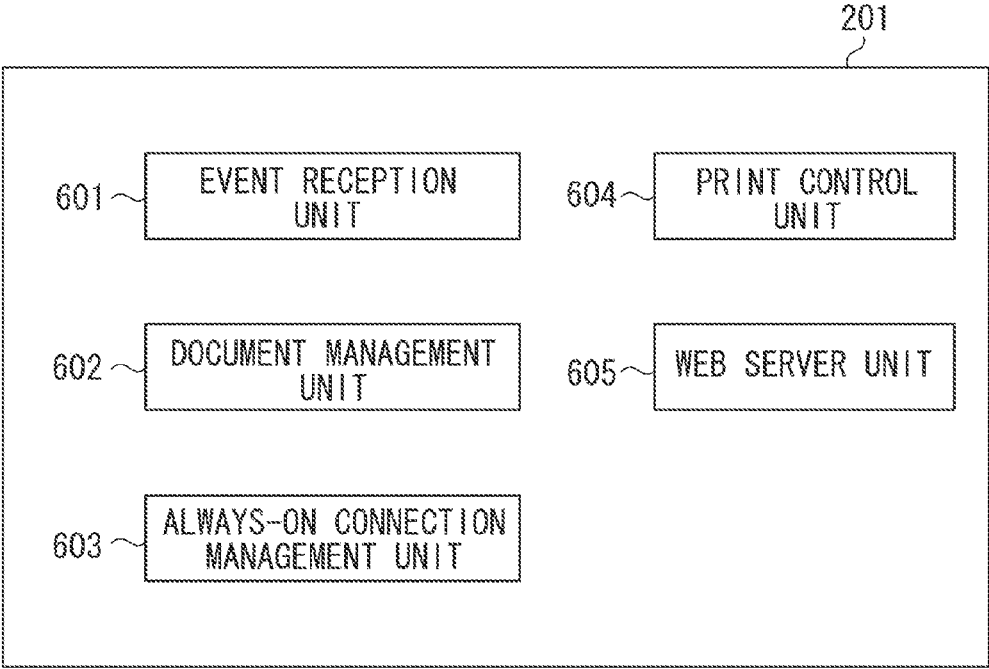 201
601
EVENT RECEPTION
UNIT
604
PRINT CONTROL
UNIT
602
DOCUMENT MANAGEMENT
UNIT
605
WEB SERVER UNIT
603
ALWAYS-ON CONNECTION
MANAGEMENT UNIT